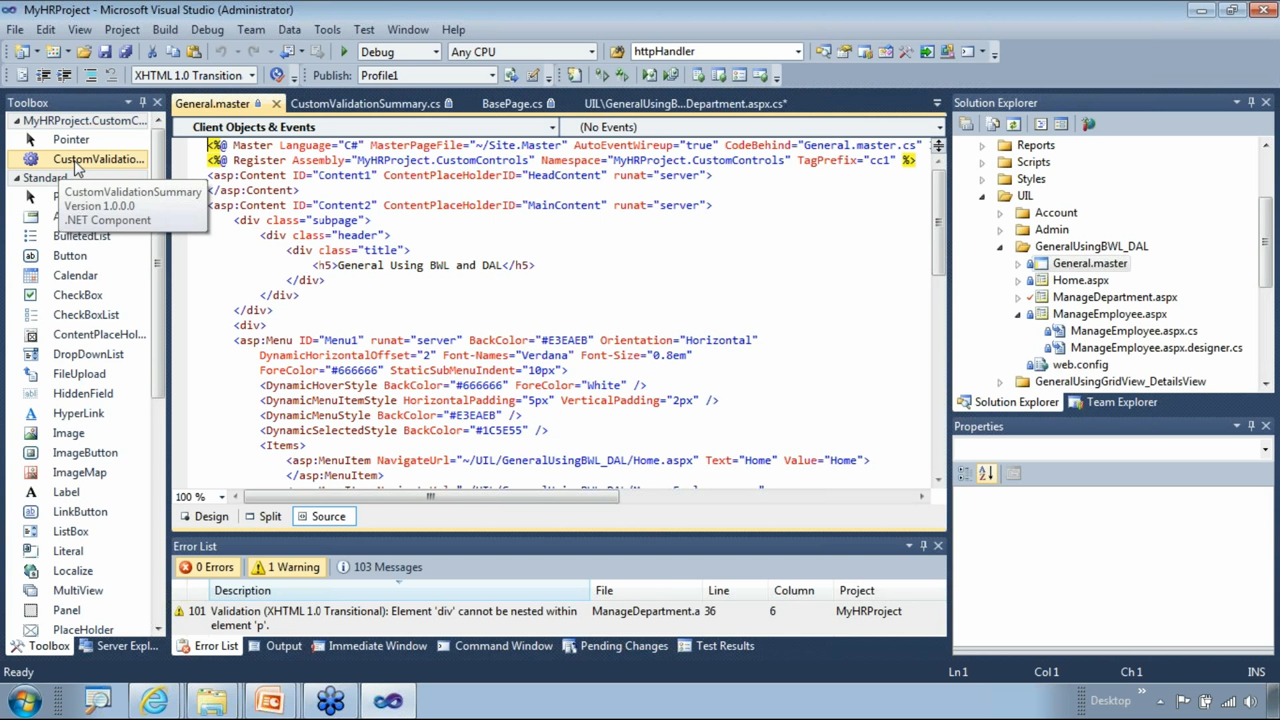 MyHRProject - Microsoft Visual Studio (Administrator)
File Edit View Project Build Debug Team Data Tools Test Window Help
Debug Any CPU httpHandler
XHTML 1.0 Transition Publish: Profile1
Toolbox
MyHRProject.CustomC...
Pointer
CustomValidatio...
Standard
CustomValidationSummary
Version 1.0.0.0
.NET Component
BulletedList
Button
Calendar
CheckBox
CheckBoxList
ContentPlaceHol...
DropDownList
FileUpload
HiddenField
HyperLink
Image
ImageButton
ImageMap
Label
LinkButton
ListBox
Literal
Localize
MultiView
Panel
PlaceHolder
Toolbox Server Expl...
General.master CustomValidationSummary.cs BasePage.cs UIL\GeneralUsingB...Department.aspx.cs*
Client Objects & Events (No Events)
<%@ Master Language="C#" MasterPageFile="~/Site.Master" AutoEventWireup="true" CodeBehind="General.master.cs"
<%@ Register Assembly="MyHRProject.CustomControls" Namespace="MyHRProject.CustomControls" TagPrefix="cc1" %>
<asp:Content ID="Content1" ContentPlaceHolderID="HeadContent" runat="server">
</asp:Content>
<asp:Content ID="Content2" ContentPlaceHolderID="MainContent" runat="server">
<div class="subpage">
<div class="header">
<div class="title">
<h5>General Using BWL and DAL</h5>
</div>
</div>
</div>
<div>
<asp:Menu ID="Menu1" runat="server" BackColor="#E3EAEB" Orientation="Horizontal"
DynamicHorizontalOffset="2" Font-Names="Verdana" Font-Size="0.8em"
ForeColor="#666666" StaticSubMenuIndent="10px">
<DynamicHoverStyle BackColor="#666666" ForeColor="White" />
<DynamicMenuItemStyle HorizontalPadding="5px" VerticalPadding="2px" />
<DynamicMenuStyle BackColor="#E3EAEB" />
<DynamicSelectedStyle BackColor="#1C5E55" />
<Items>
<asp:MenuItem NavigateUrl="~/UIL/GeneralUsingBWL_DAL/Home.aspx" Text="Home" Value="Home">
</asp:MenuItem>
100 %
Design Split Source
Error List
0 Errors 1 Warning 103 Messages
Description File Line Column Project
101 Validation (XHTML 1.0 Transitional): Element 'div' cannot be nested within element 'p'. ManageDepartment.a 36 6 MyHRProject
Error List Output Immediate Window Command Window Pending Changes Test Results
Solution Explorer
Reports
Scripts
Styles
UIL
Account
Admin
GeneralUsingBWL_DAL
General.master
Home.aspx
ManageDepartment.aspx
ManageEmployee.aspx
ManageEmployee.aspx.cs
ManageEmployee.aspx.designer.cs
web.config
GeneralUsingGridView_DetailsView
Solution Explorer Team Explorer
Properties
Ready Ln 1 Col 1 Ch 1 INS
Desktop